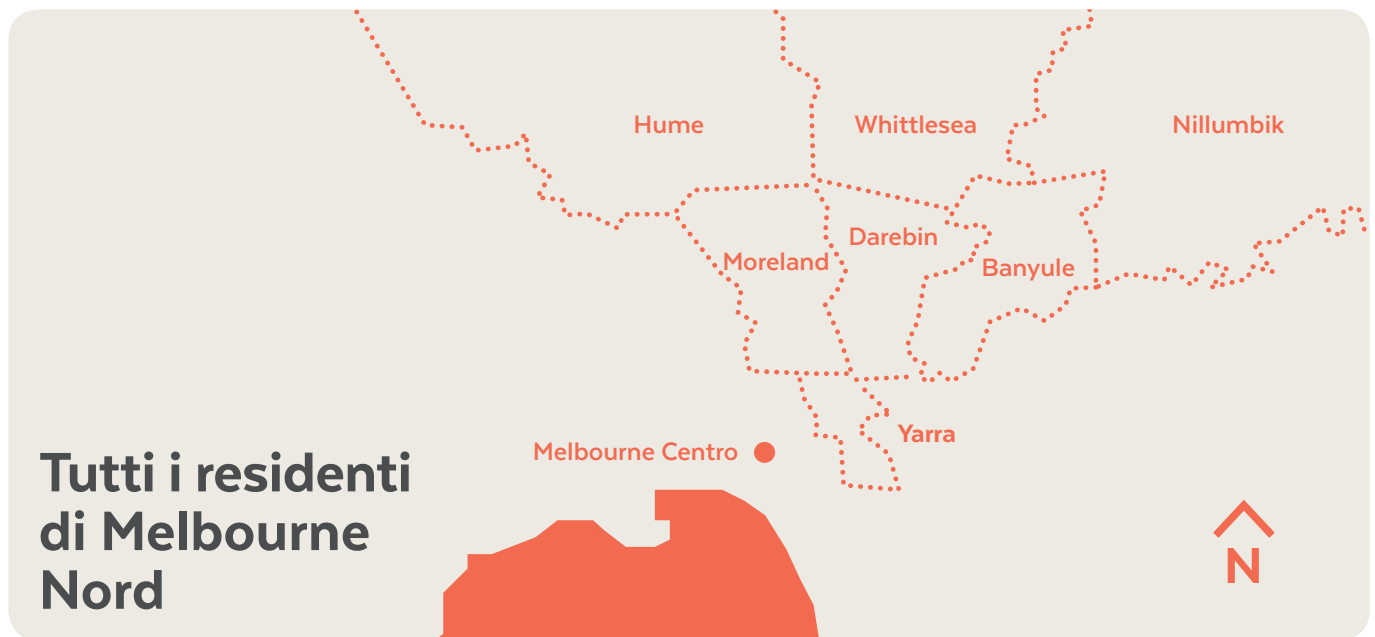 Hume
Whittlesea
Nillumbik
Darebin
Moreland
Banyule
Yarra
Melbourne Centro
Tutti i residenti
di Melbourne
Nord
N